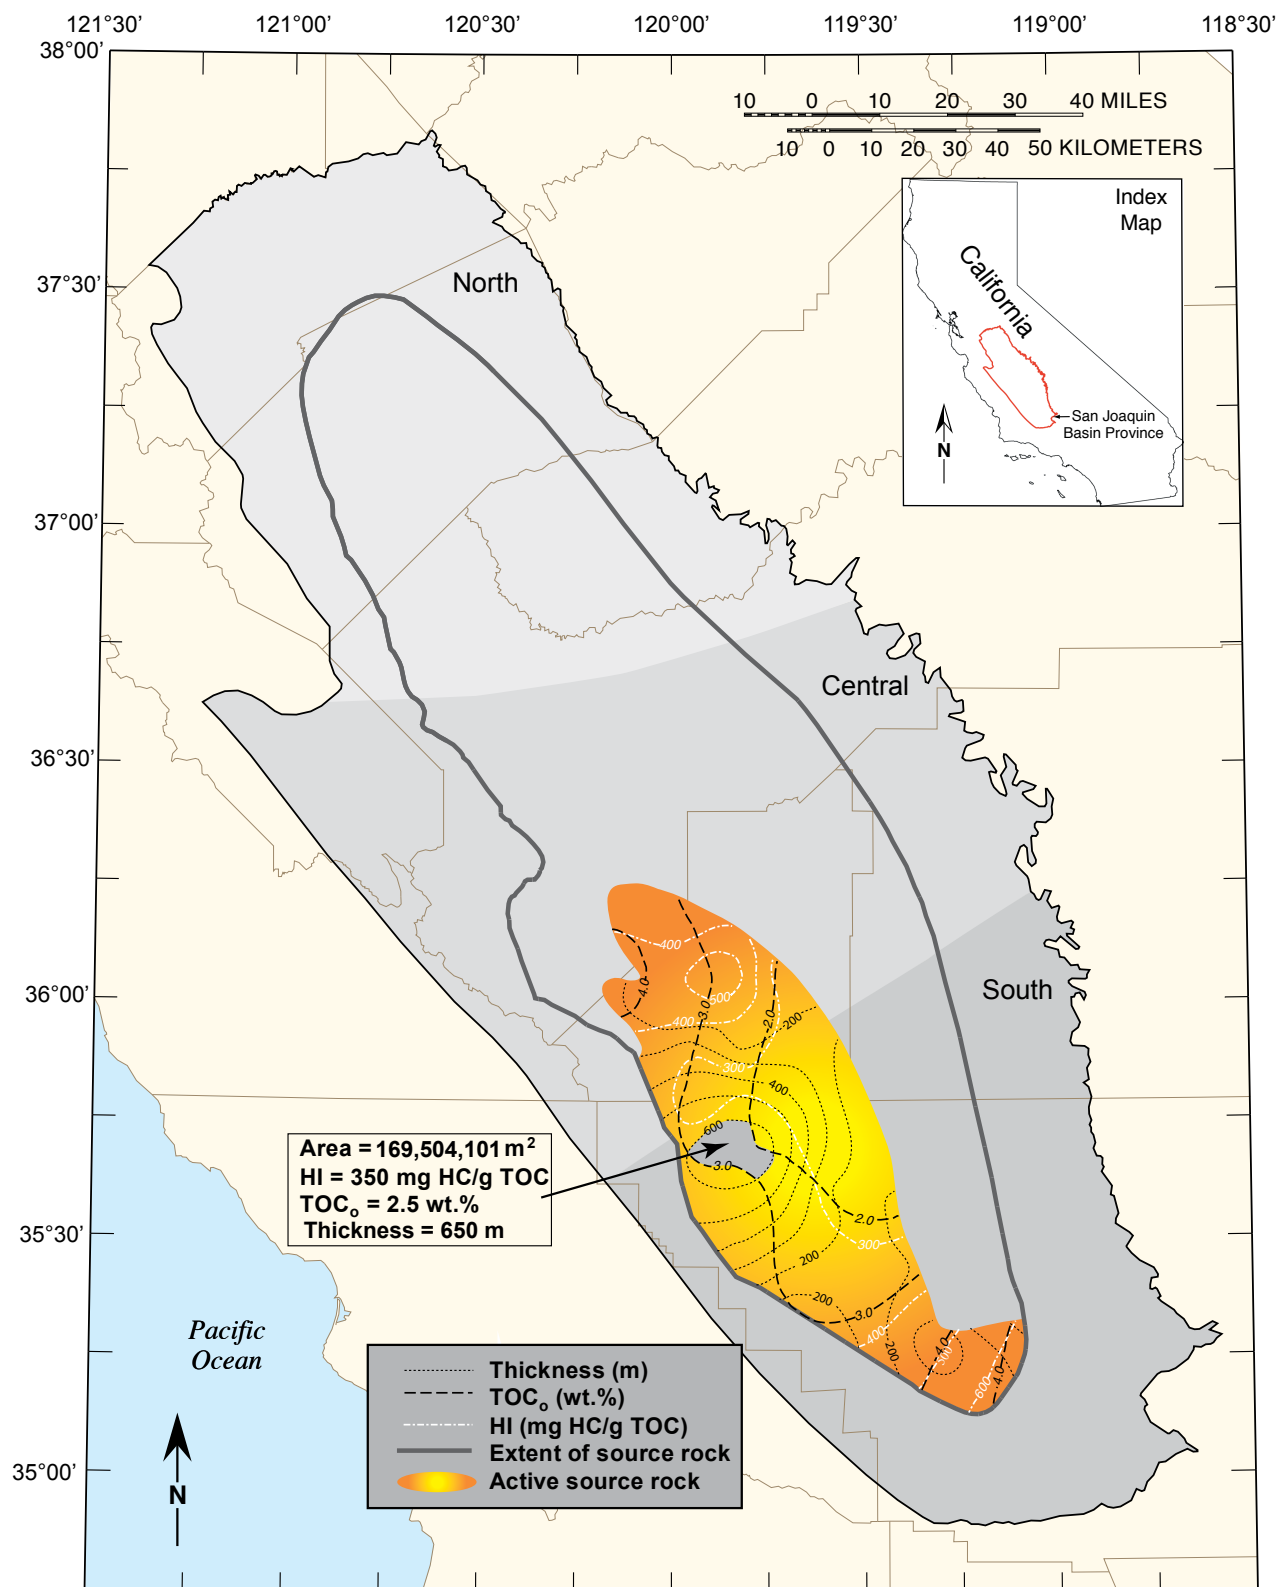 121°30’ 121°00’ 120°30’ 120°00’ 119°30’ 119°00’ 118°30’
38°00’
10 0 10 20 30 40 MILES
10 0 10 20 30 40 50 KILOMETERS
Index
Map
California
San Joaquin
Basin Province
N
North
37°30’
37°00’
Central
36°30’
South
36°00’
400
500
4.0
3.0
2.0
400
200
300
400
600
3.0
Area = 169,504,101 m²
HI = 350 mg HC/g TOC
TOCₒ = 2.5 wt.%
Thickness = 650 m
2.0
300
35°30’
200
200
3.0
400
200
4.0
500
600
4.0
Pacific
Ocean
Thickness (m)
TOCₒ (wt.%)
HI (mg HC/g TOC)
Extent of source rock
Active source rock
35°00’
N